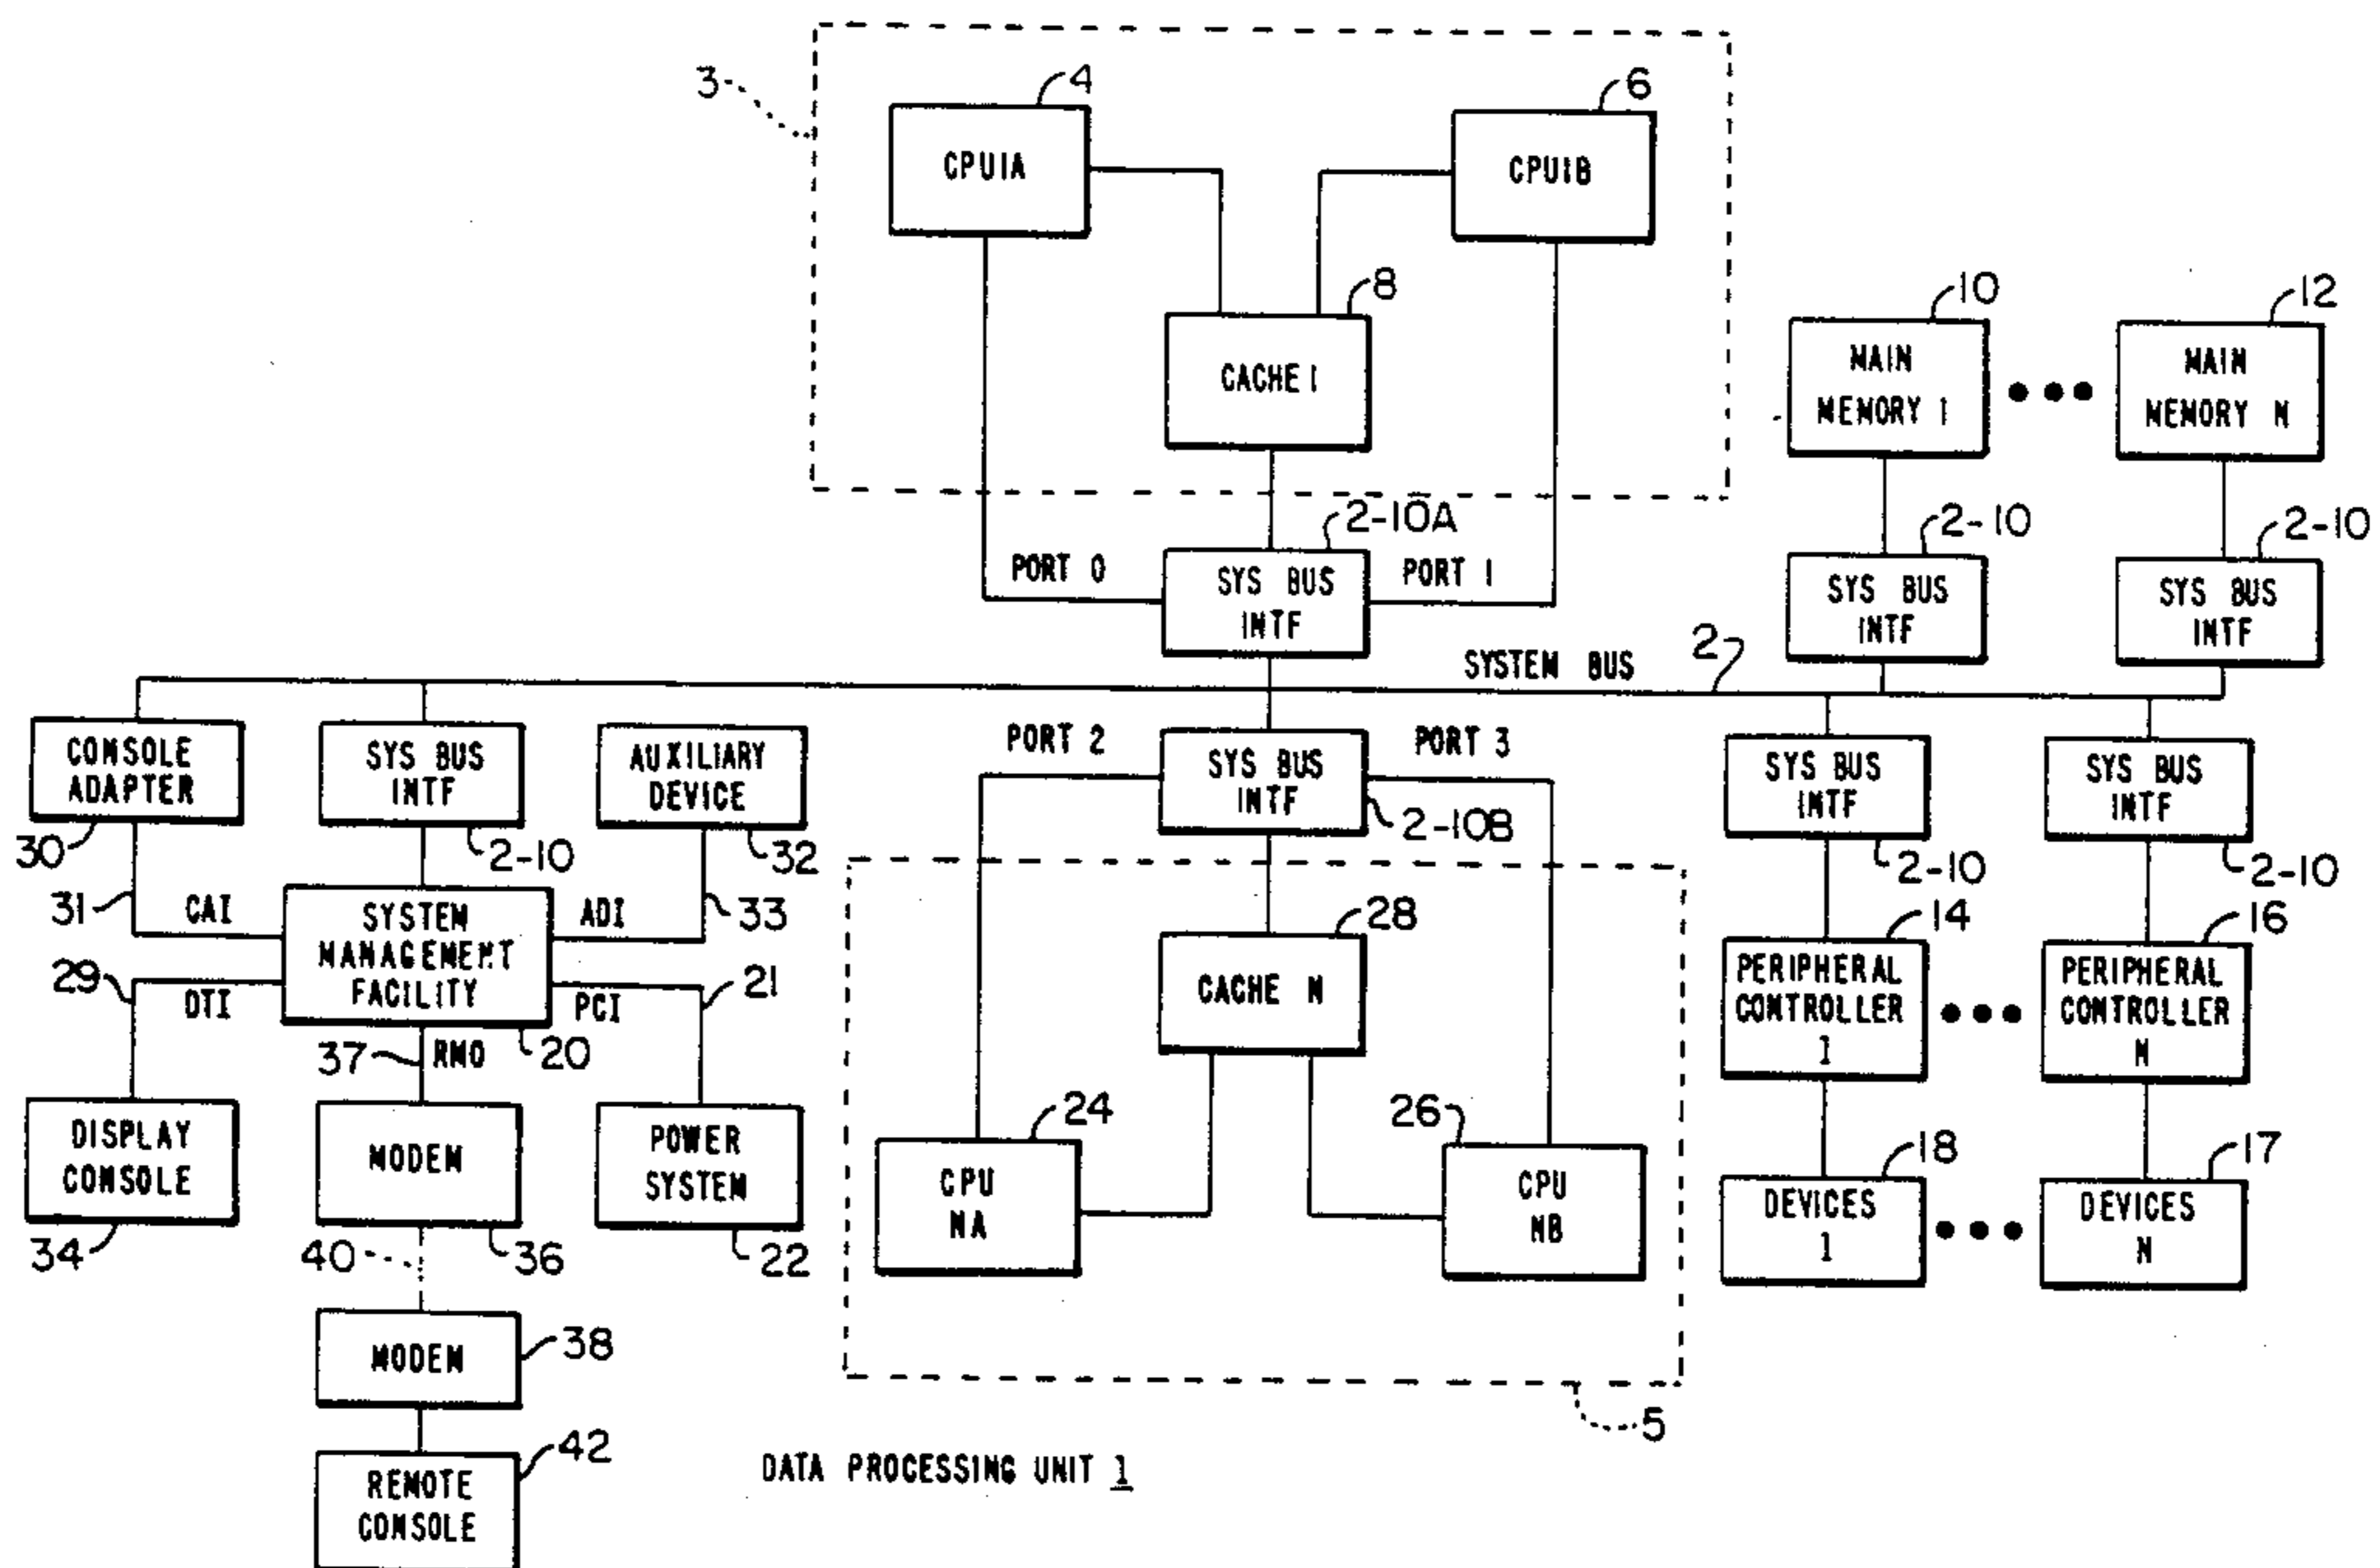 3
4
6
CPU1A
CPU1B
8
CACHE 1
10
12
MAIN
MEMORY 1
MAIN
MEMORY N
2-10A
2-10
2-10
PORT 0
SYS BUS
INTF
PORT 1
SYS BUS
INTF
SYS BUS
INTF
SYSTEM BUS
2
CONSOLE
ADAPTER
30
SYS BUS
INTF
2-10
AUXILIARY
DEVICE
32
PORT 2
SYS BUS
INTF
PORT 3
2-10B
SYS BUS
INTF
2-10
SYS BUS
INTF
2-10
31
CAI
SYSTEM
MANAGEMENT
FACILITY
ADI
33
29
DTI
PCI
21
37
RMO
20
28
CACHE N
14
PERIPHERAL
CONTROLLER
1
16
PERIPHERAL
CONTROLLER
N
DISPLAY
CONSOLE
34
MODEM
36
POWER
SYSTEM
22
24
CPU
NA
26
CPU
NB
18
DEVICES
1
17
DEVICES
N
40
MODEM
38
5
REMOTE
CONSOLE
42
DATA PROCESSING UNIT 1